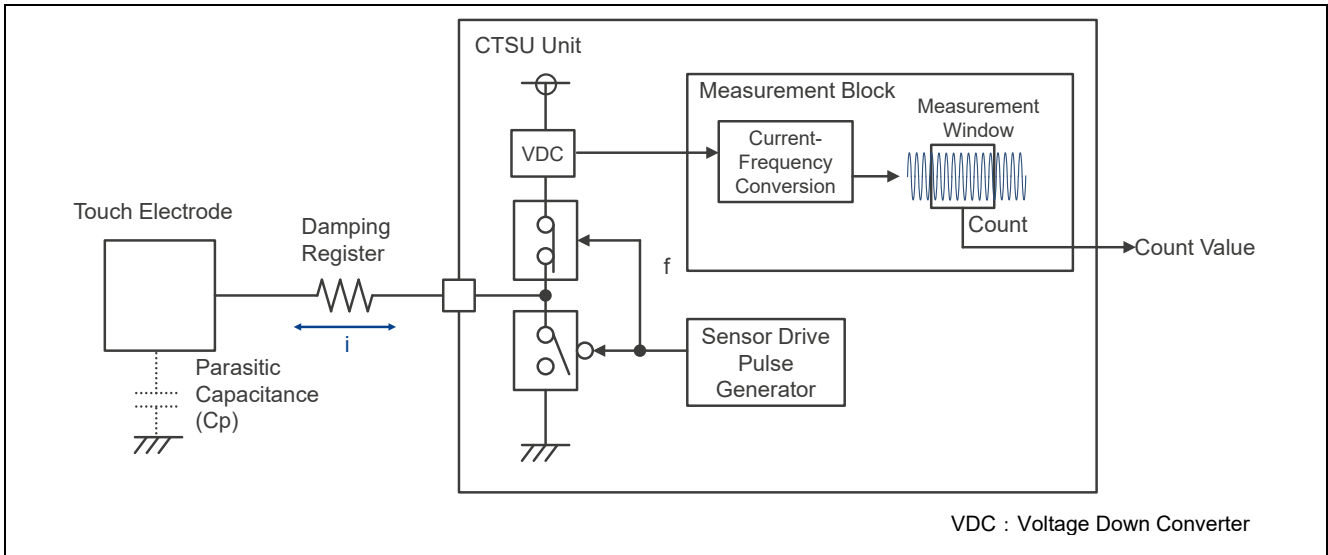 CTSU Unit
Measurement Block
Measurement
Window
Current-
Frequency
Conversion
VDC
Touch Electrode
Damping
Register
Count
Count Value
f
i
Sensor Drive
Pulse
Generator
Parasitic
Capacitance
(Cp)
VDC : Voltage Down Converter